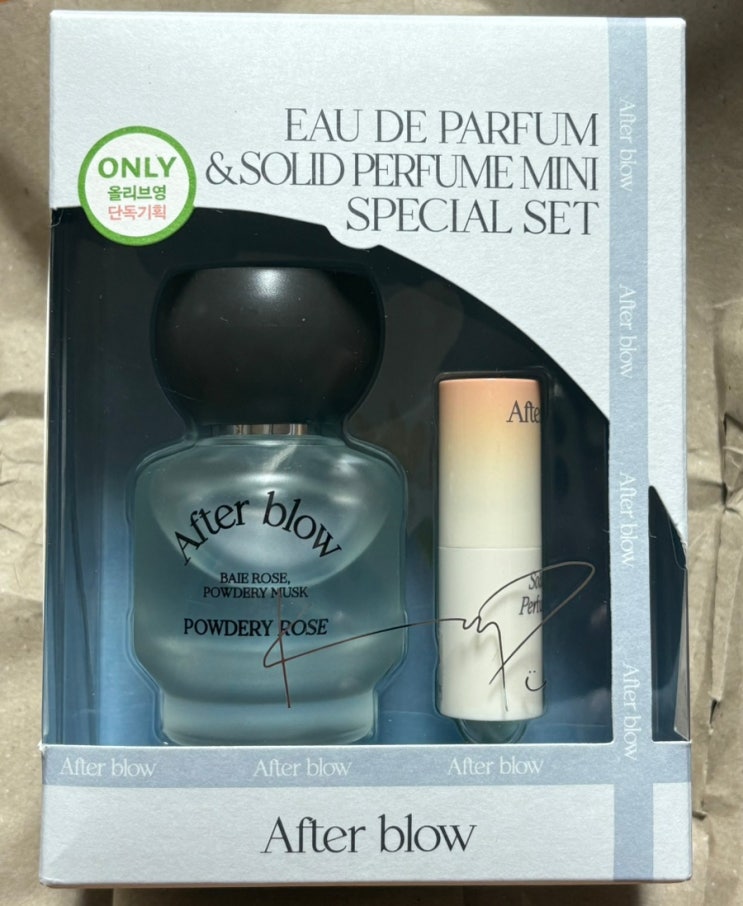 EAU DE PARFUM
& SOLID PERFUME MINI
SPECIAL SET
ONLY
올리브영
단독기획
After blow
BAIE ROSE,
POWDERY MUSK
POWDERY ROSE
Afte
Perfu
After blow
After blow
After blow
After blow
After blow
After blow
After blow
After blow